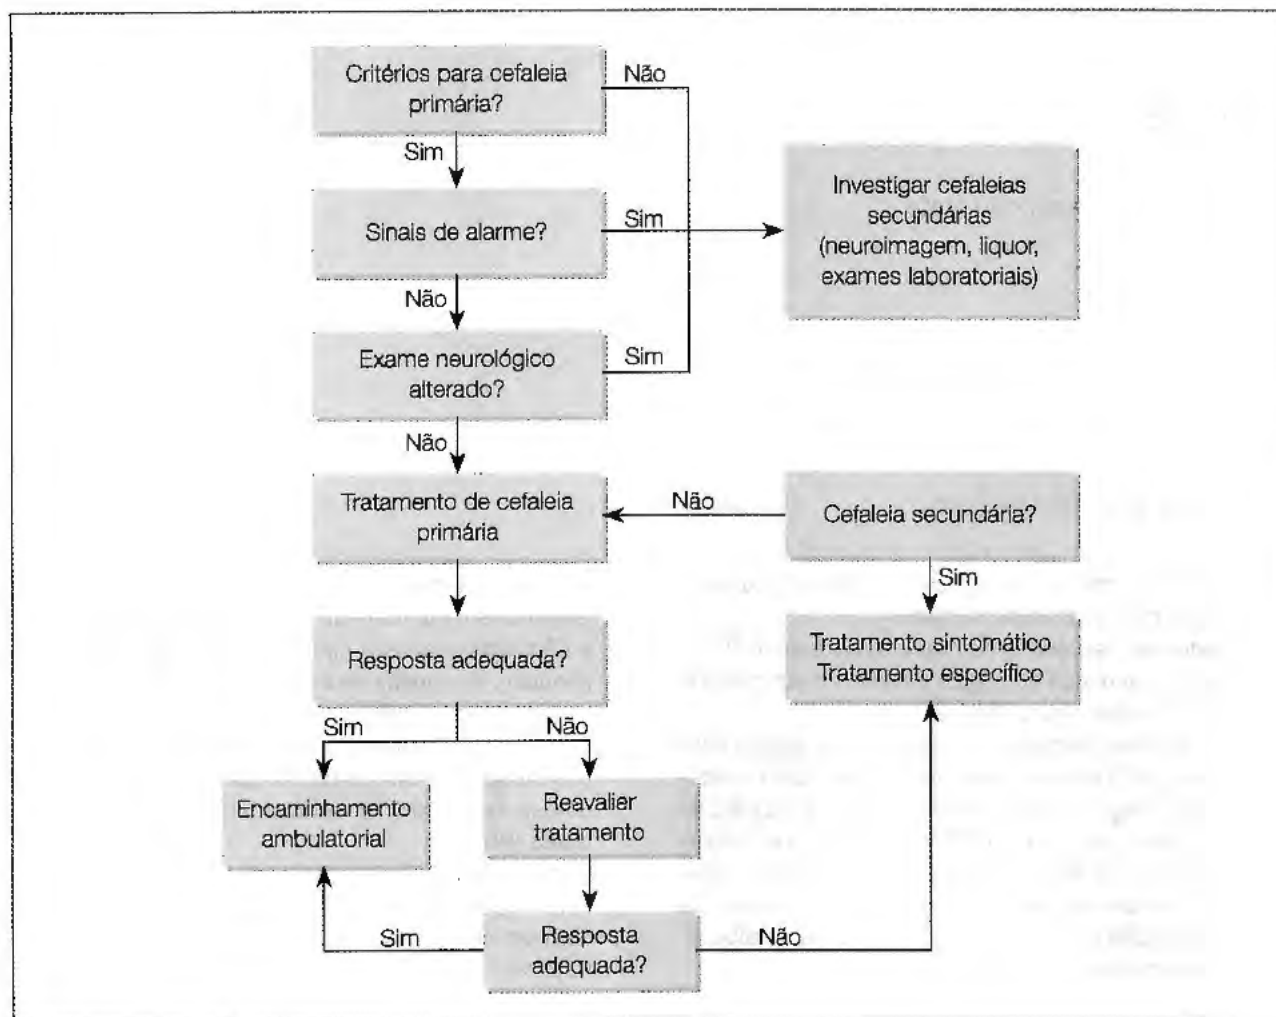 Critérios para cefaleia
primária?
Não
Sim
Sinais de alarme?
Sim
Investigar cefaleias
secundárias
(neuroimagem, liquor,
exames laboratoriais)
Não
Exame neurológico
alterado?
Sim
Não
Tratamento de cefaleia
primária
Não
Cefaleia secundária?
Sim
Resposta adequada?
Tratamento sintomático
Tratamento específico
Sim
Não
Encaminhamento
ambulatorial
Reavalier
tratamento
Sim
Resposta
adequada?
Não